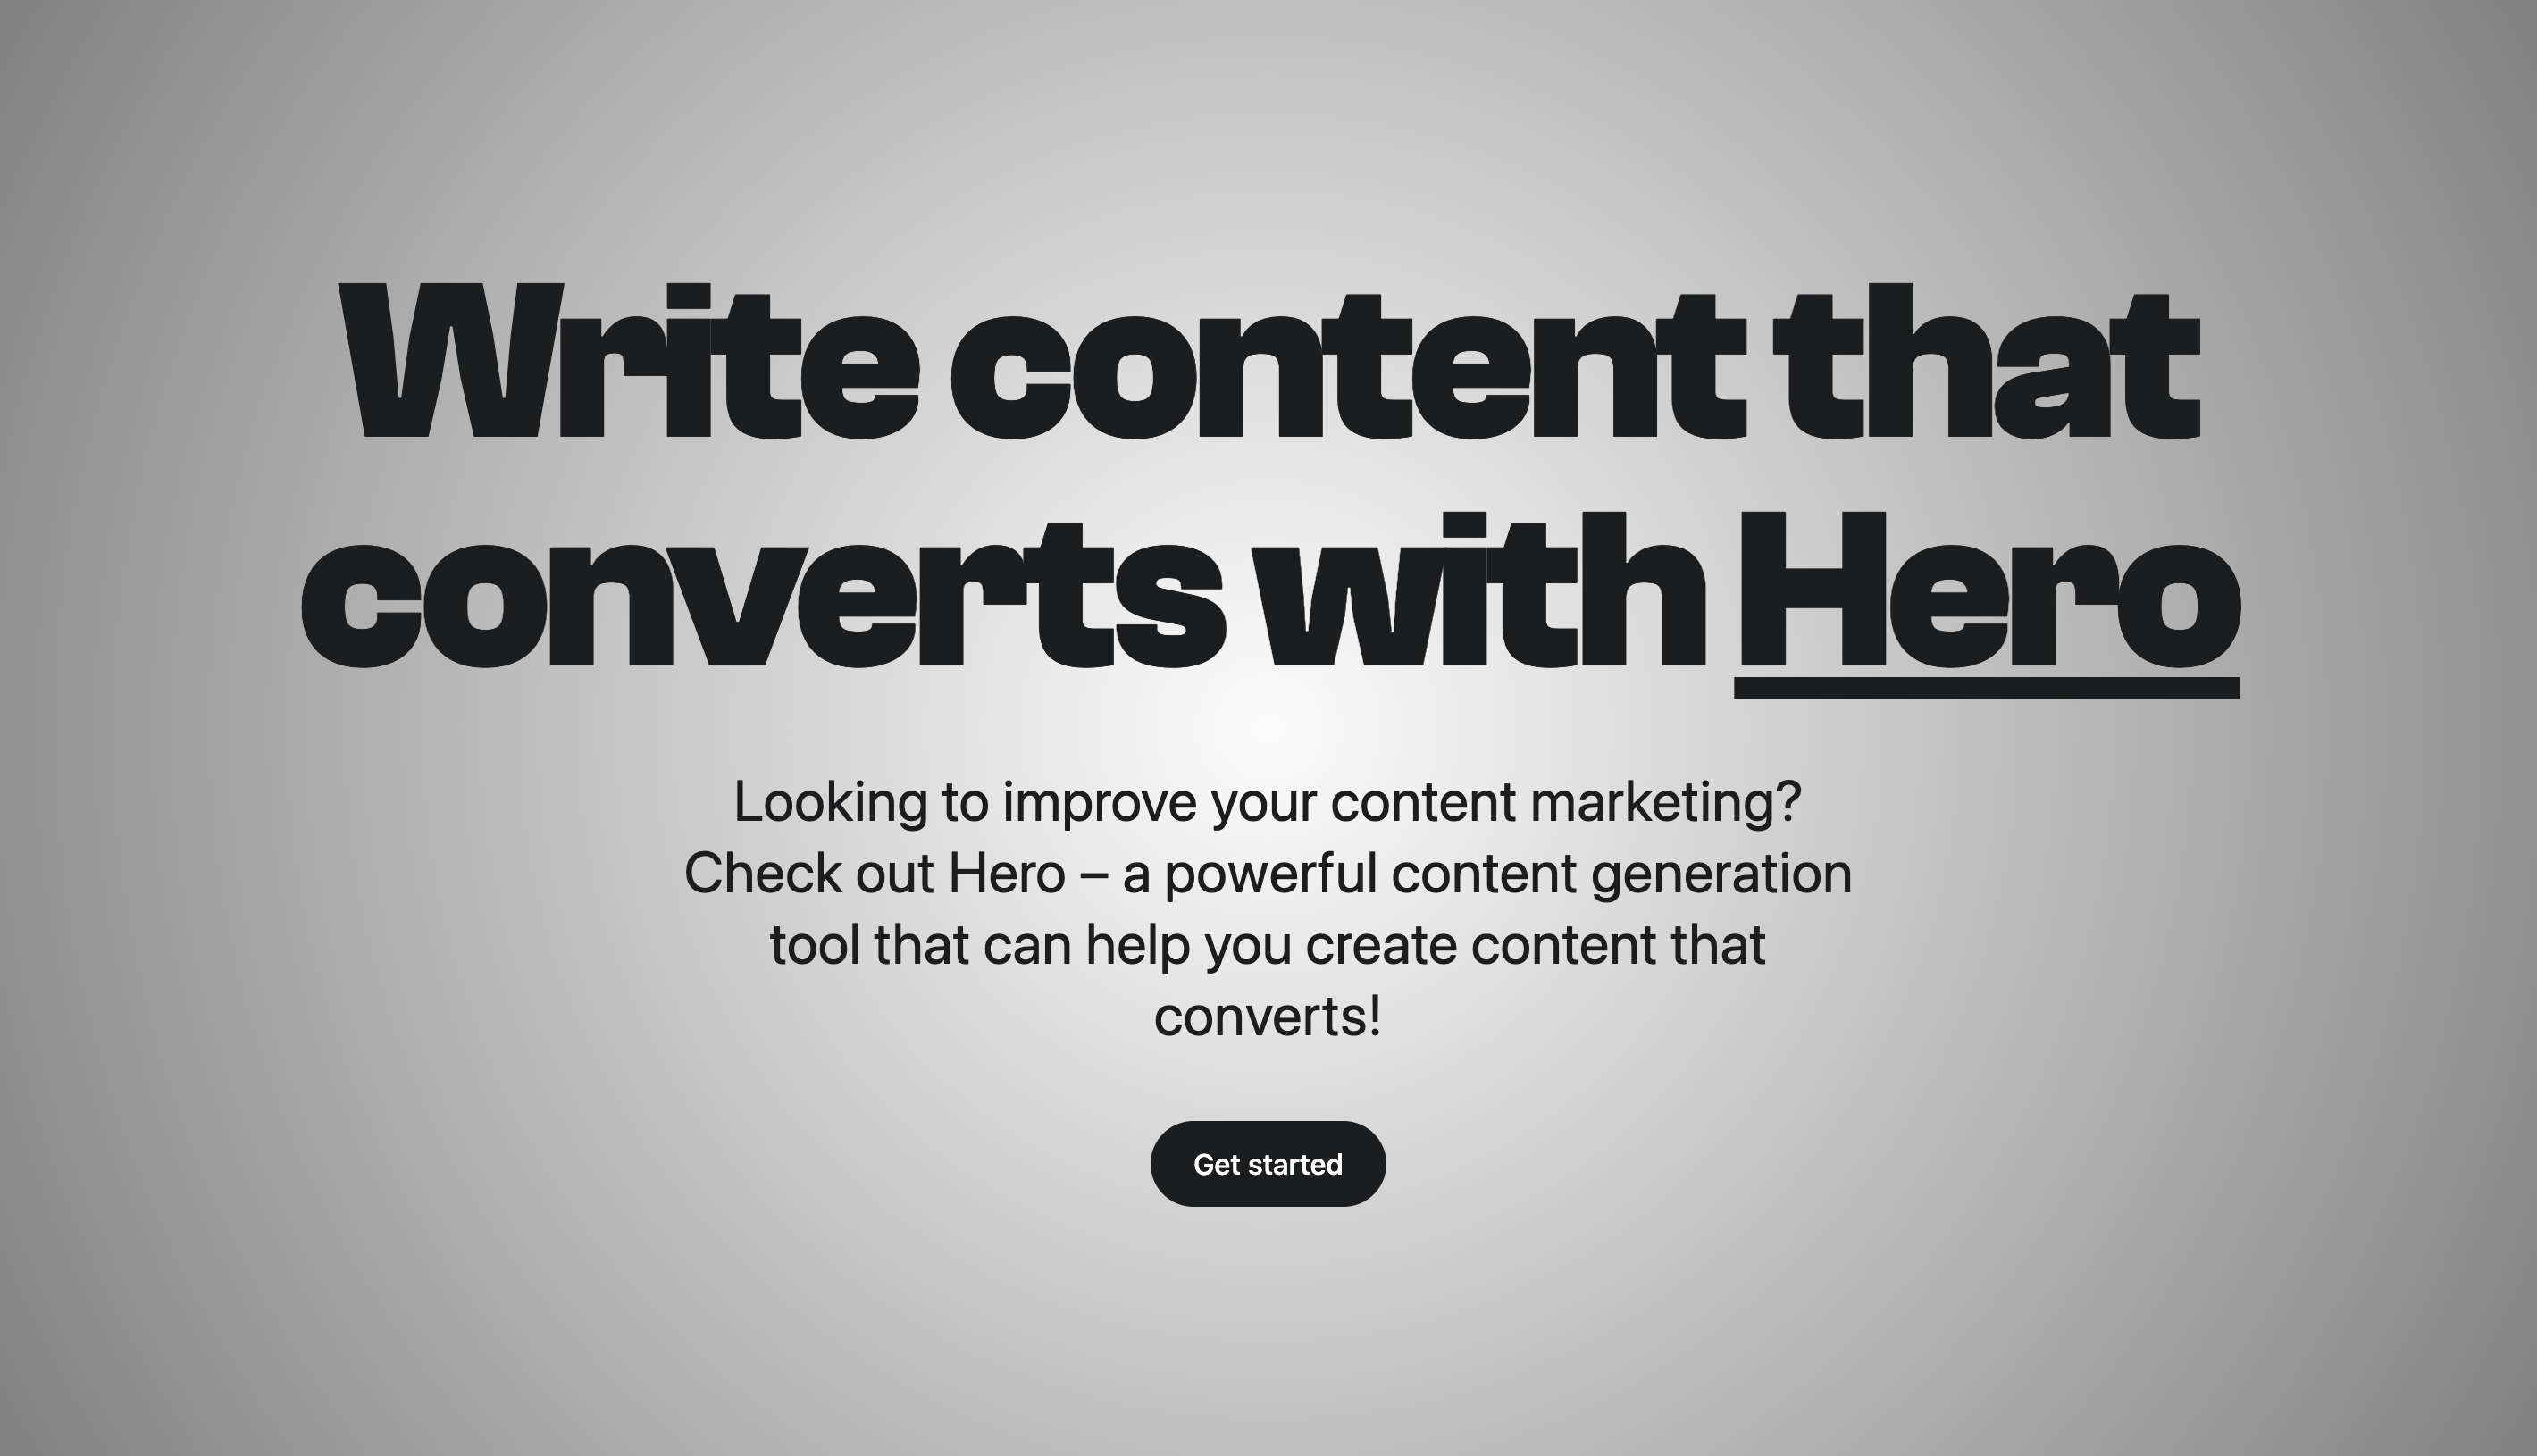 Write content that
converts with Hero
Looking to improve your content marketing?
Check out Hero – a powerful content generation
tool that can help you create content that
converts!
Get started